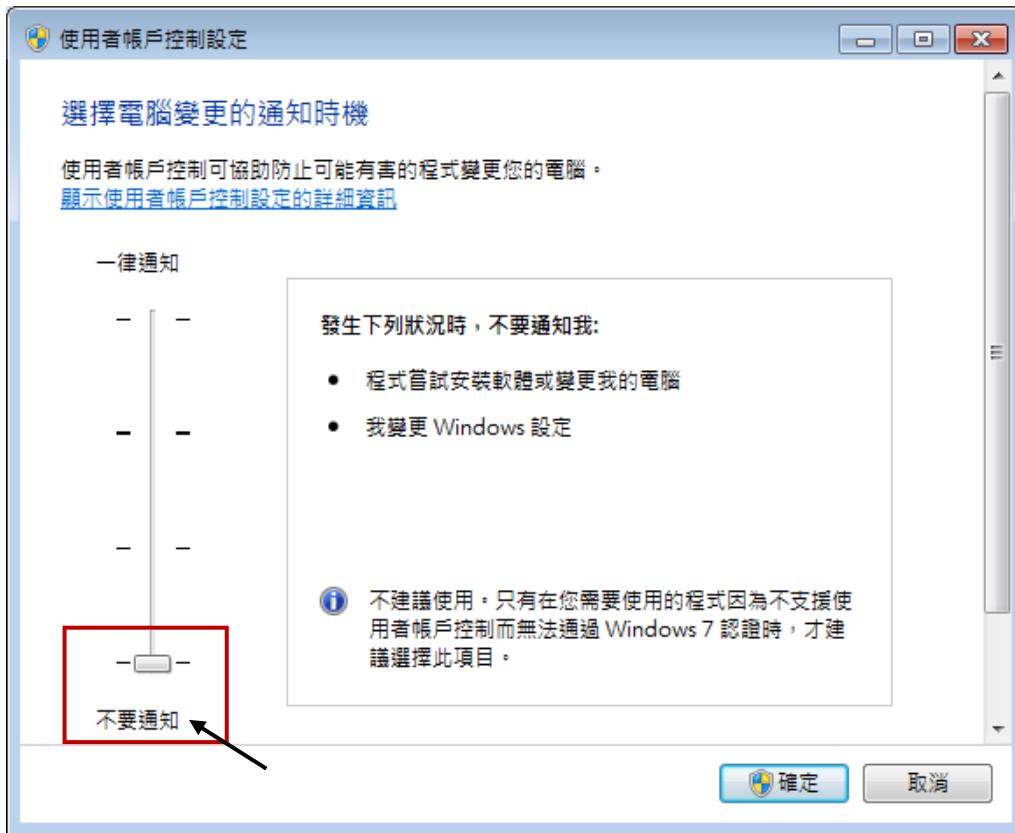 使用者帳戶控制設定
選擇電腦變更的通知時機
使用者帳戶控制可協助防止可能有害的程式變更您的電腦。
顯示使用者帳戶控制設定的詳細資訊
一律通知
發生下列狀況時，不要通知我:
• 程式嘗試安裝軟體或變更我的電腦
• 我變更 Windows 設定
不建議使用。只有在您需要使用的程式因為不支援使
用者帳戶控制而無法通過 Windows 7 認證時，才建
議選擇此項目。
不要通知
確定
取消